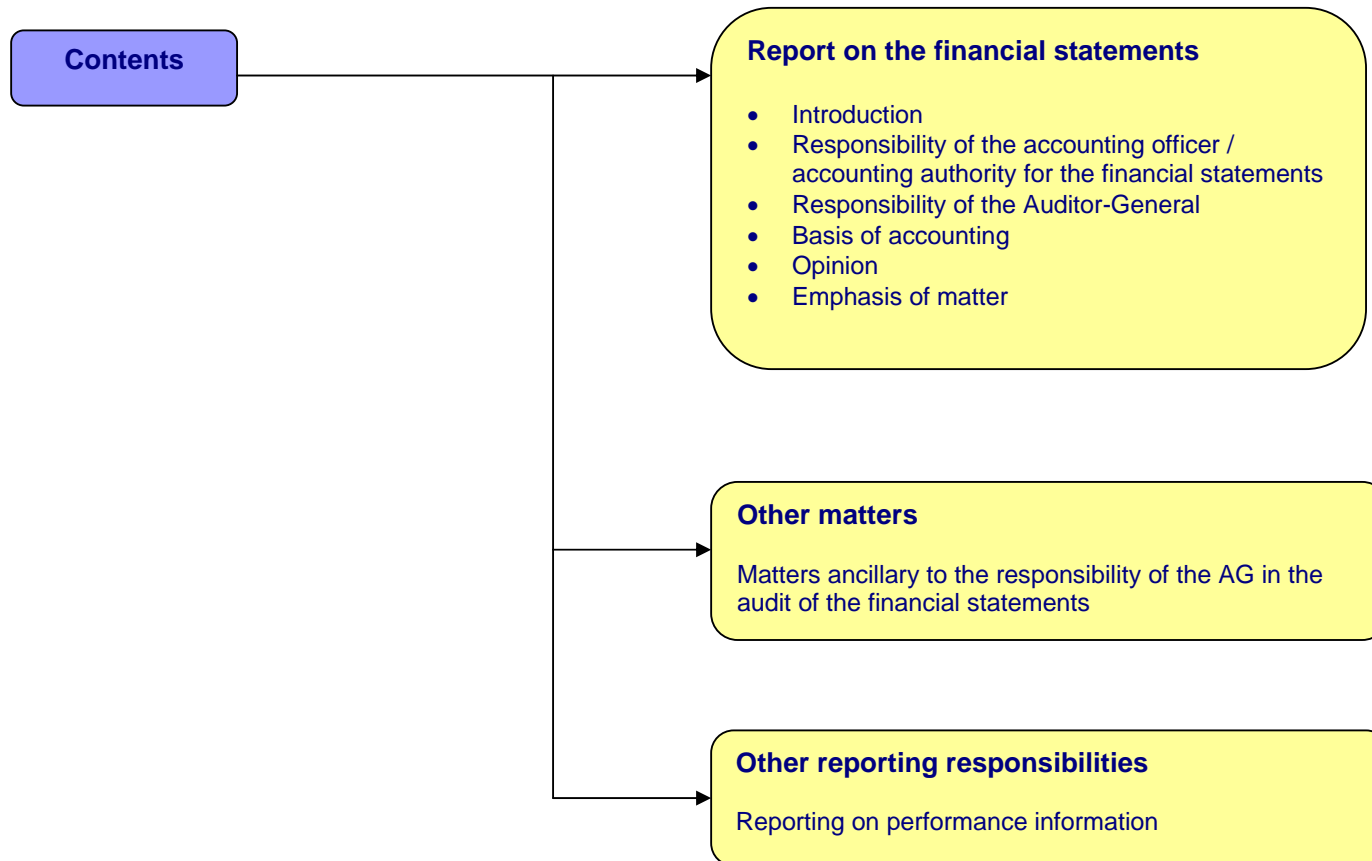 Contents
Report on the financial statements
• Introduction
• Responsibility of the accounting officer /
accounting authority for the financial statements
• Responsibility of the Auditor-General
• Basis of accounting
• Opinion
• Emphasis of matter
Other matters
Matters ancillary to the responsibility of the AG in the
audit of the financial statements
Other reporting responsibilities
Reporting on performance information